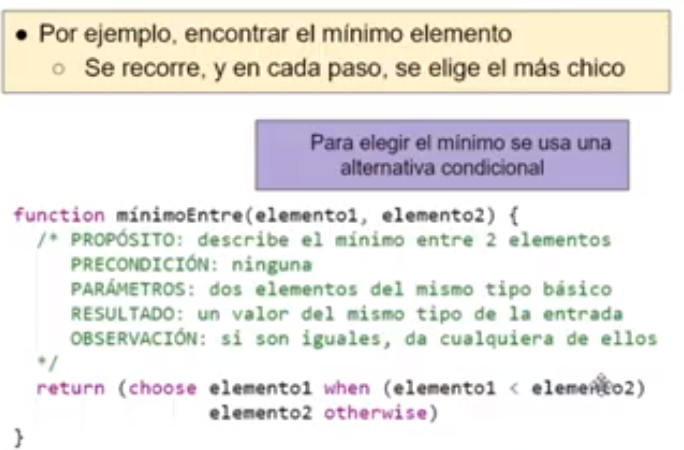 ● Por ejemplo, encontrar el mínimo elemento
○ Se recorre, y en cada paso, se elige el más chico
Para elegir el mínimo se usa una
alternativa condicional
function mínimoEntre(elemento1, elemento2) {
/* PROPÓSITO: describe el mínimo entre 2 elementos
PRECONDICIÓN: ninguna
PARÁMETROS: dos elementos del mismo tipo básico
RESULTADO: un valor del mismo tipo de la entrada
OBSERVACIÓN: si son iguales, da cualquiera de ellos
*/
return (choose elemento1 when (elemento1 < elemento2)
elemento2 otherwise)
}